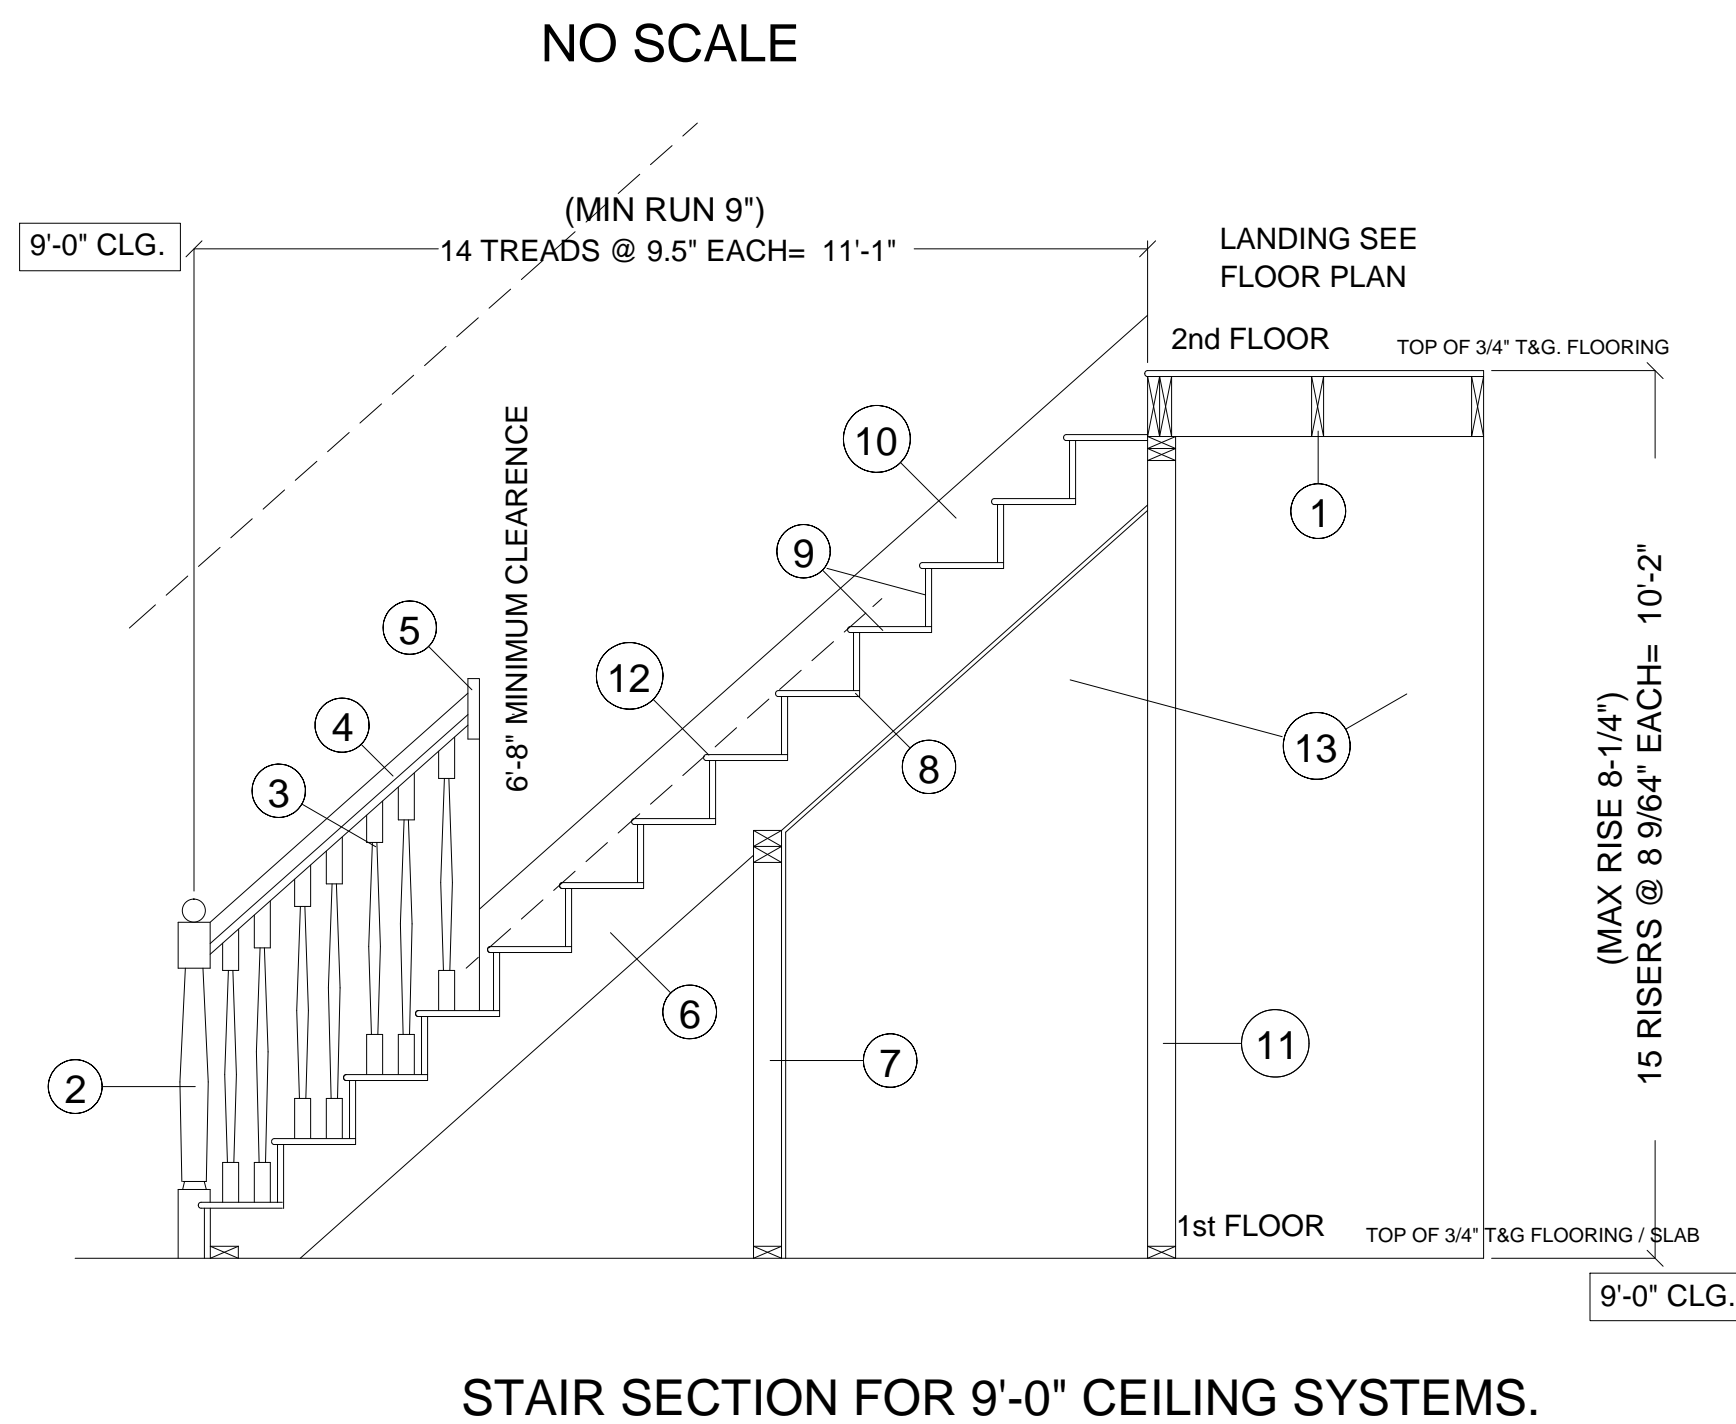 NO SCALE
(MIN RUN 9")
9'-0" CLG.
14 TREADS @ 9.5" EACH= 11'-1"
LANDING SEE
FLOOR PLAN
2nd FLOOR
TOP OF 3/4" T&G. FLOORING
10
1
9
6'-8" MINIMUM CLEARENCE
5
12
4
8
13
3
(MAX RISE 8-1/4")
15 RISERS @ 8 9/64" EACH= 10'-2"
6
7
11
2
1st FLOOR
TOP OF 3/4" T&G FLOORING / SLAB
9'-0" CLG.
STAIR SECTION FOR 9'-0" CEILING SYSTEMS.